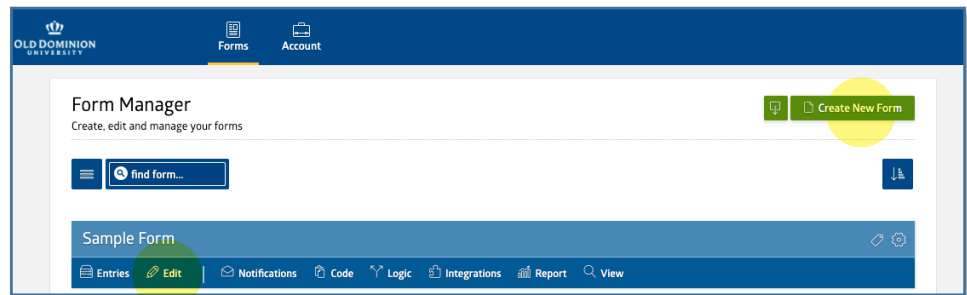 OLD DOMINION
UNIVERSITY
Forms
Account
Form Manager
Create, edit and manage your forms
Create New Form
find form...
Sample Form
Entries Edit Notifications Code Logic Integrations Report View